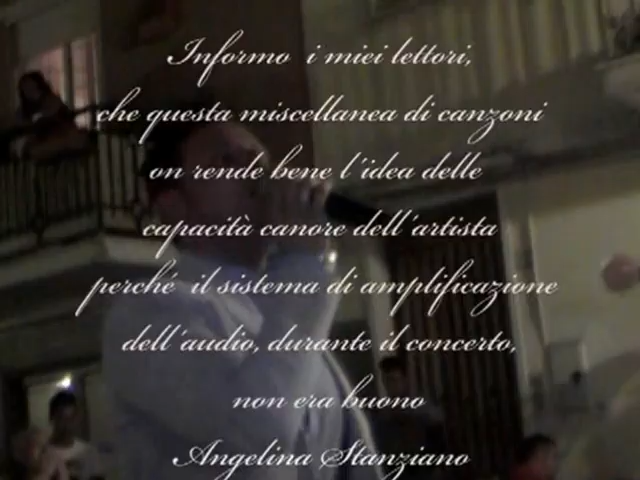 Informo i miei lettori,
che questa miscellanea di canzoni
on rende bene l'idea delle
capacità canore dell'artista
perché il sistema di amplificazione
dell'audio, durante il concerto,
non era buono
Angelina Stanziano